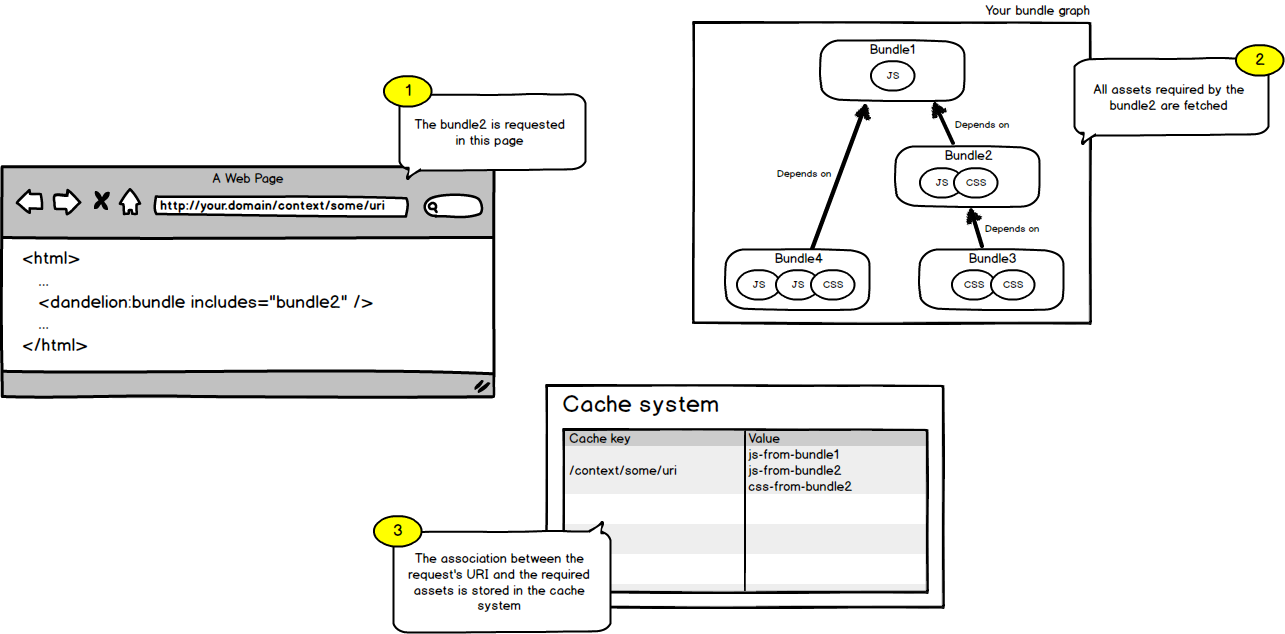 Your bundle graph
1
The bundle2 is requested
in this page
A Web Page
http://your.domain/context/some/uri
<html>
...
<dandelion:bundle includes="bundle2" />
...
</html>
2
All assets required by the
bundle2 are fetched
Bundle1
JS
Depends on
Depends on
Bundle2
JS CSS
Depends on
Bundle4
JS JS CSS
Bundle3
CSS CSS
Cache system
Cache key Value
js-from-bundle1
/context/some/uri js-from-bundle2
css-from-bundle2
3
The association between the
request's URI and the required
assets is stored in the cache
system